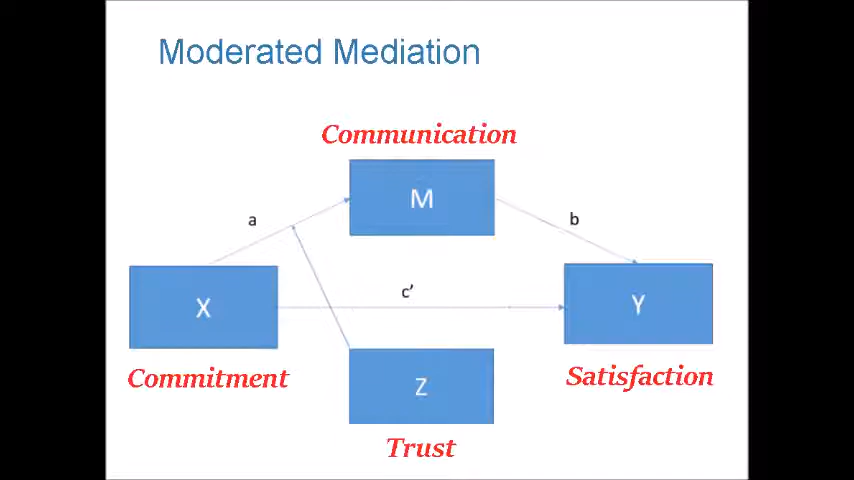 Moderated Mediation
Communication
M
a
b
X
c’
Y
Commitment
Z
Satisfaction
Trust